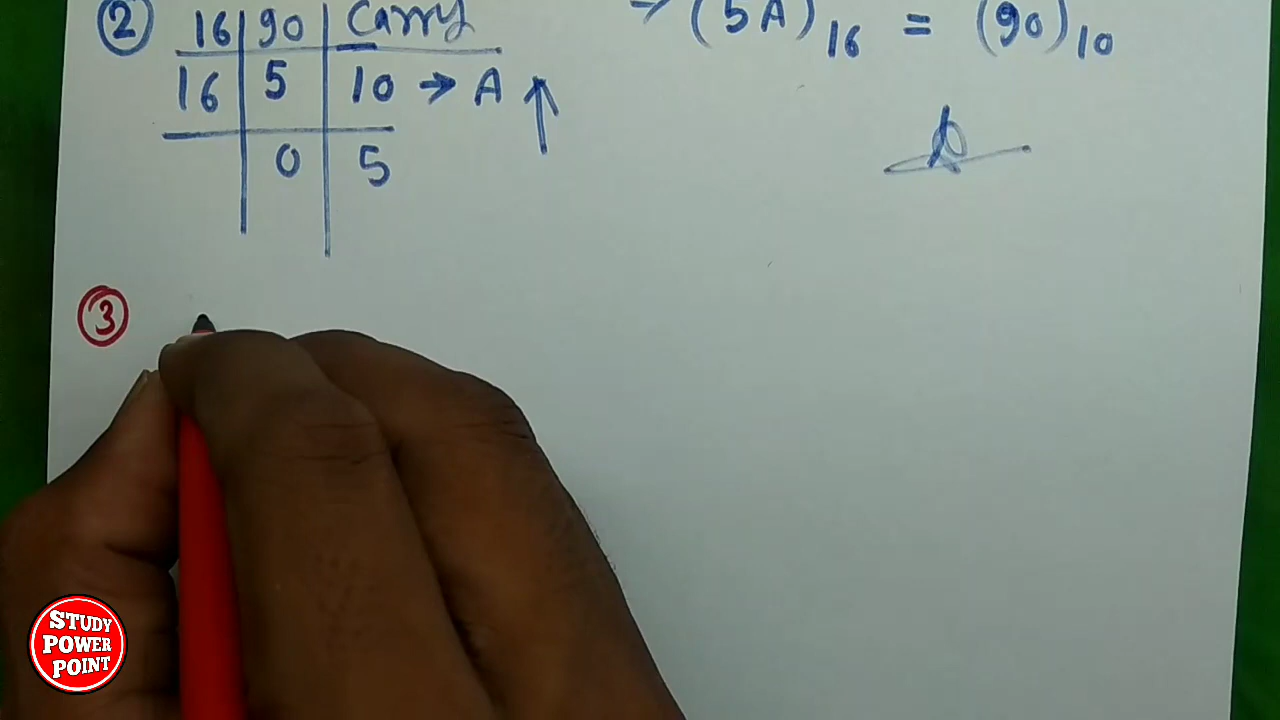 ② 16 | 90 | Carry
16 | 5 | 10 → A ↑
0 | 5
→ (5A)₁₆ = (90)₁₀
③
STUDY
POWER
POINT